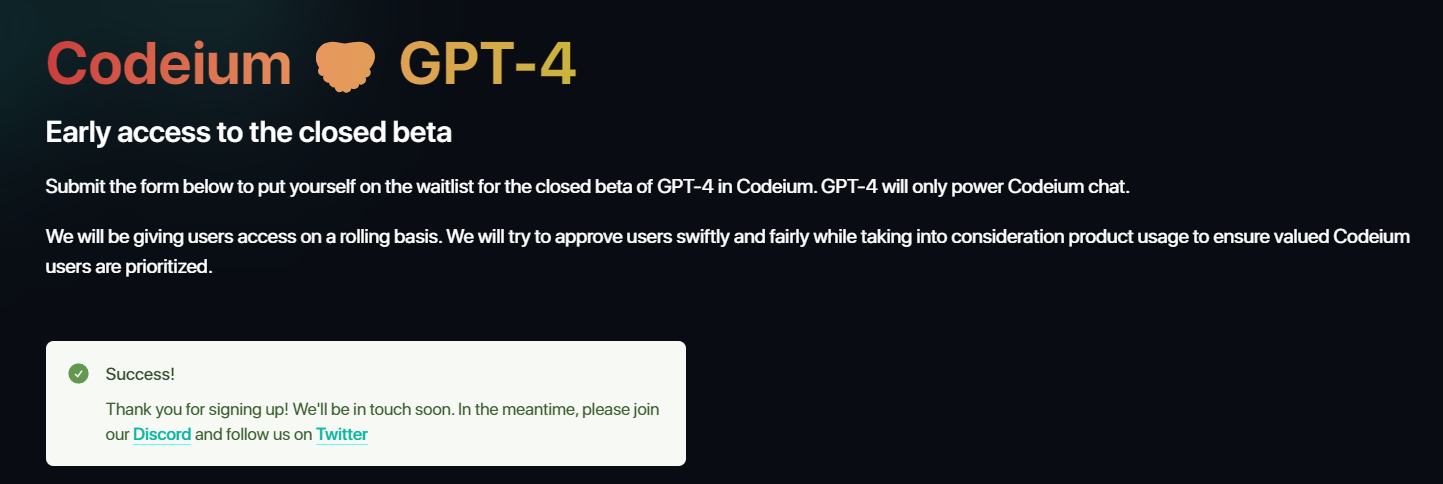 Codeium GPT-4
Early access to the closed beta
Submit the form below to put yourself on the waitlist for the closed beta of GPT-4 in Codeium. GPT-4 will only power Codeium chat.
We will be giving users access on a rolling basis. We will try to approve users swiftly and fairly while taking into consideration product usage to ensure valued Codeium
users are prioritized.
Success!
Thank you for signing up! We'll be in touch soon. In the meantime, please join
our Discord and follow us on Twitter